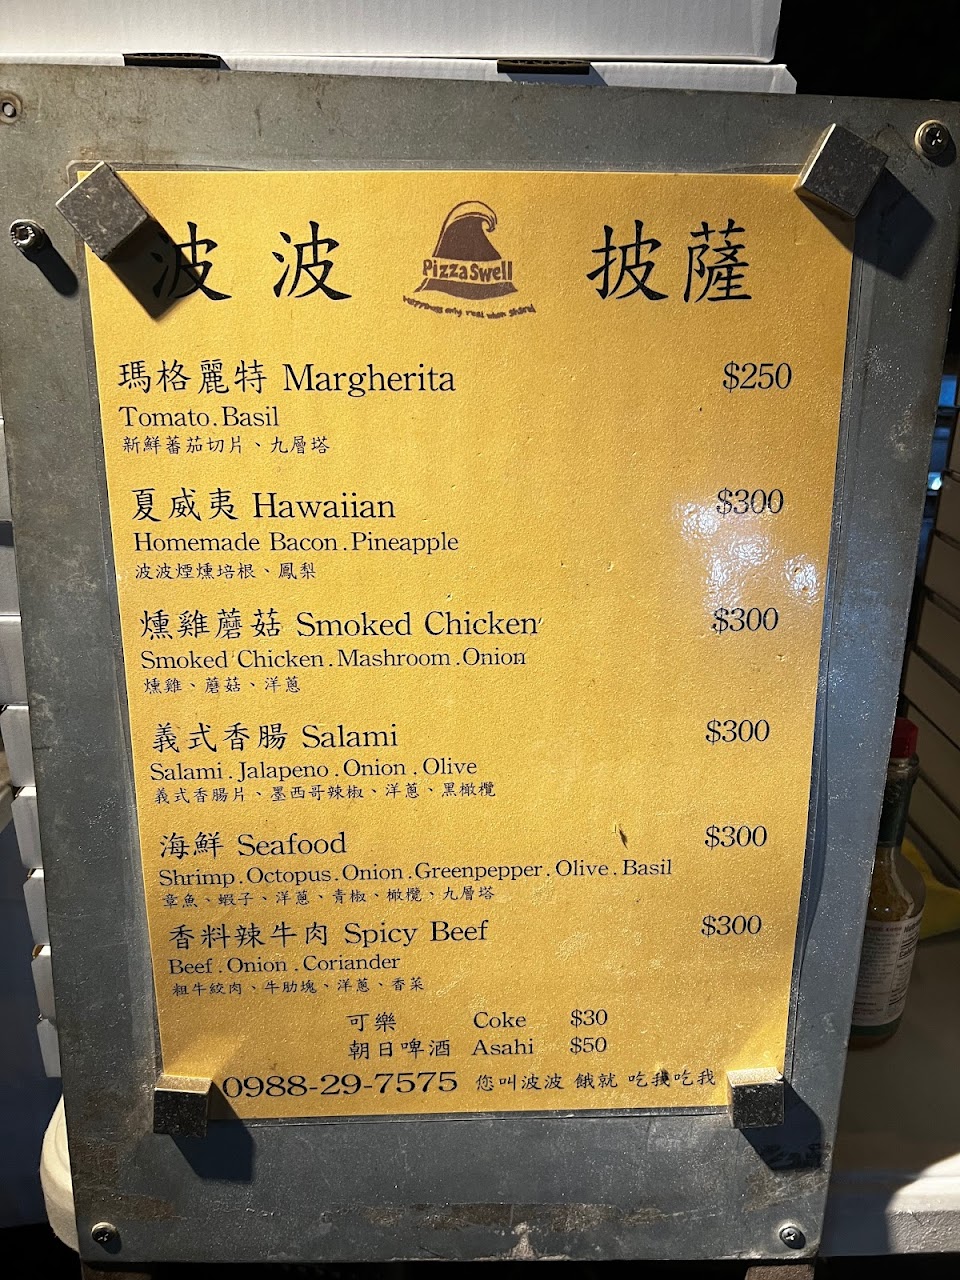 波波 披薩
Pizza Swell
瑪格麗特 Margherita $250
Tomato.Basil
新鮮蕃茄切片、九層塔
夏威夷 Hawaiian $300
Homemade Bacon.Pineapple
波波煙燻培根、鳳梨
燻雞蘑菇 Smoked Chicken $300
Smoked Chicken.Mashroom.Onion
燻雞、蘑菇、洋蔥
義式香腸 Salami $300
Salami.Jalapeno.Onion.Olive
義式香腸片、墨西哥辣椒、洋蔥、黑橄欖
海鮮 Seafood $300
Shrimp.Octopus.Onion.Greenpepper.Olive.Basil
章魚、蝦子、洋蔥、青椒、橄欖、九層塔
香料辣牛肉 Spicy Beef $300
Beef.Onion.Coriander
粗牛絞肉、牛肋塊、洋蔥、香菜
可樂 Coke $30
朝日啤酒 Asahi $50
0988-29-7575 您叫波波 餓就 吃我吃我